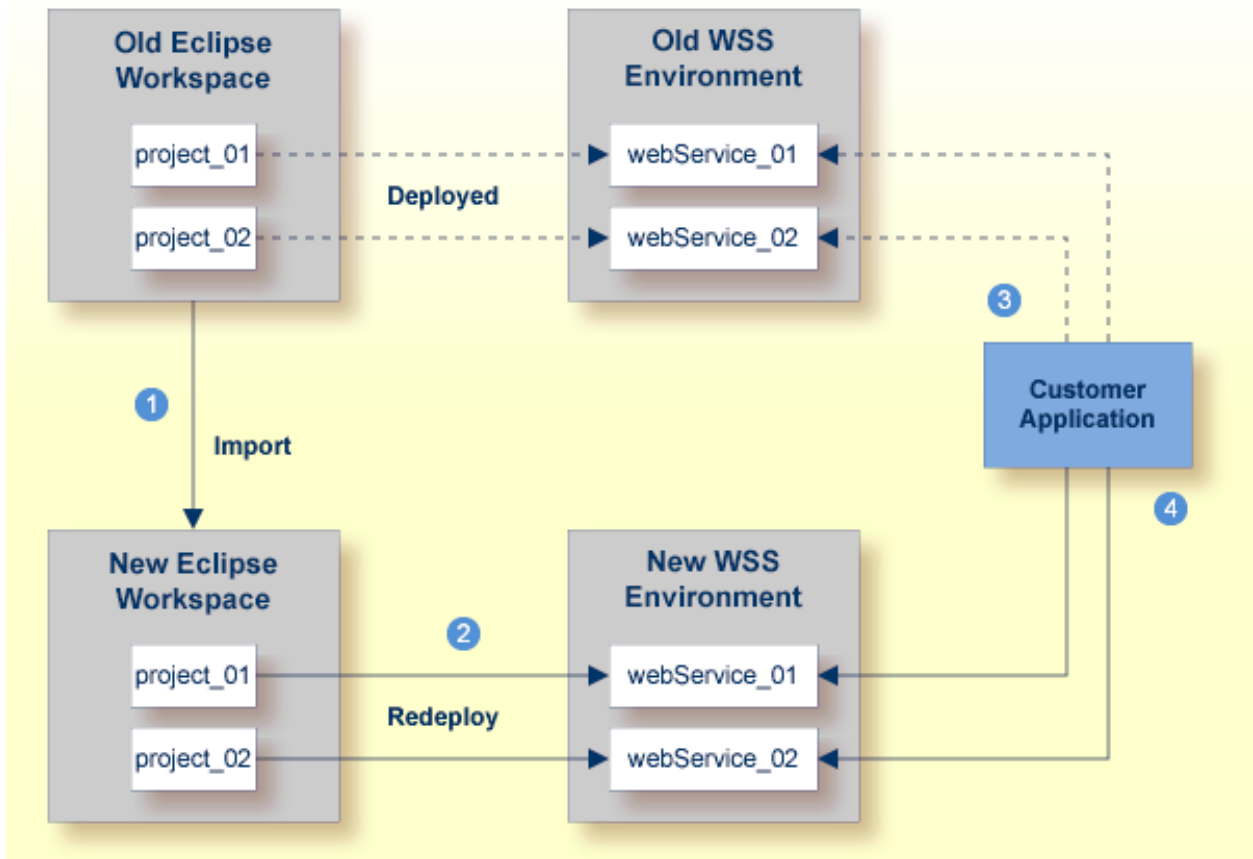 Old Eclipse
Workspace
project_01
project_02
Old WSS
Environment
webService_01
webService_02
Deployed
3
Customer
Application
1
Import
4
New Eclipse
Workspace
project_01
project_02
New WSS
Environment
webService_01
webService_02
2
Redeploy